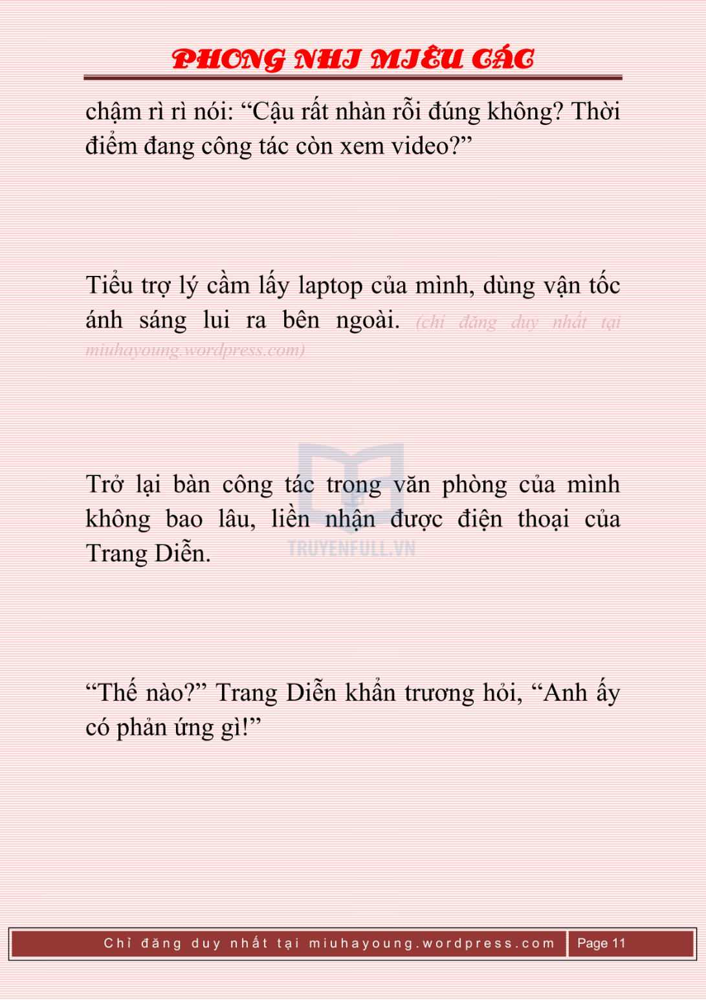 PHONG NHI MIÊU CÁC
chậm rì rì nói: “Cậu rất nhàn rỗi đúng không? Thời
điểm đang công tác còn xem video?”
Tiểu trợ lý cầm lấy laptop của mình, dùng vận tốc
ánh sáng lui ra bên ngoài. (chỉ đăng duy nhất tại
miuhayoung.wordpress.com)
Trở lại bàn công tác trong văn phòng của mình
không bao lâu, liền nhận được điện thoại của
Trang Diễn.
TRUYENFULL.VN
“Thế nào?” Trang Diễn khẩn trương hỏi, “Anh ấy
có phản ứng gì!”
Chỉ đăng duy nhất tại miuhayoung.wordpress.com Page 11